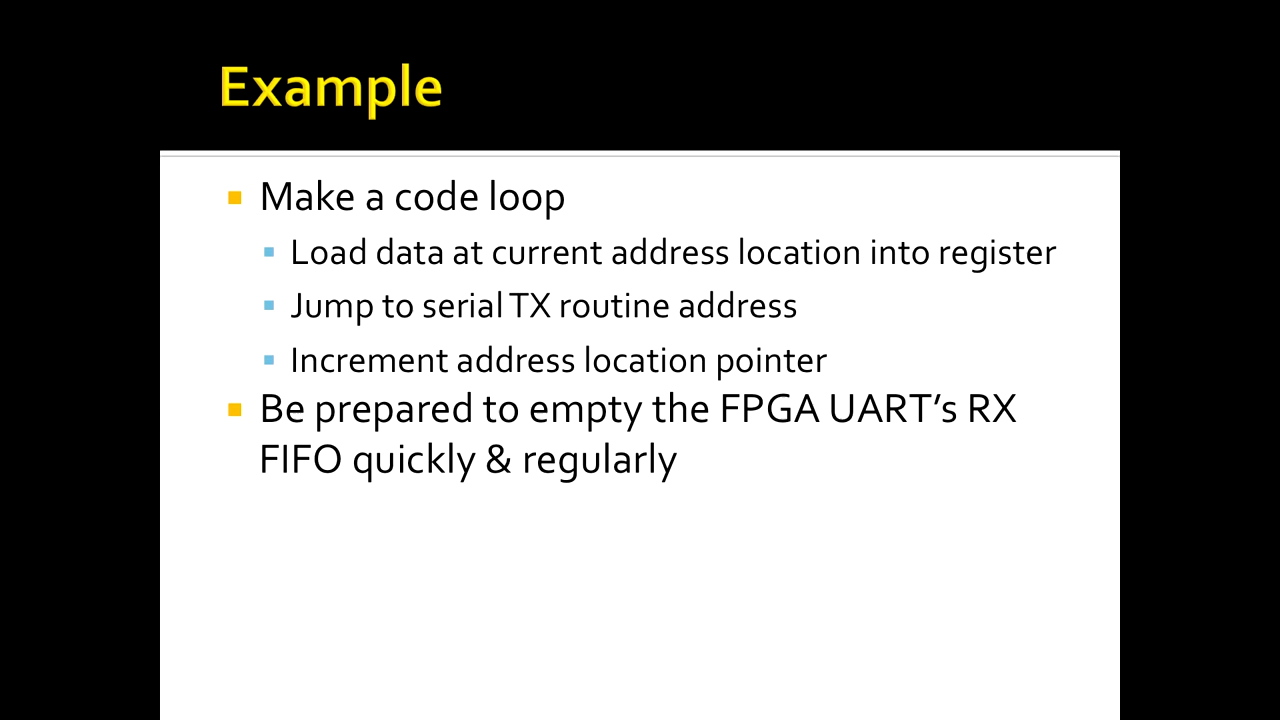 Example
Make a code loop
Load data at current address location into register
Jump to serial TX routine address
Increment address location pointer
Be prepared to empty the FPGA UART’s RX
FIFO quickly & regularly